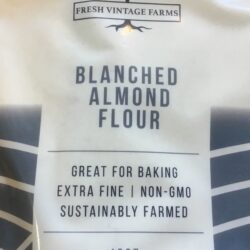 FRESH VINTAGE FARMS
BLANCHED
ALMOND
FLOUR
GREAT FOR BAKING
EXTRA FINE | NON-GMO
SUSTAINABLY FARMED